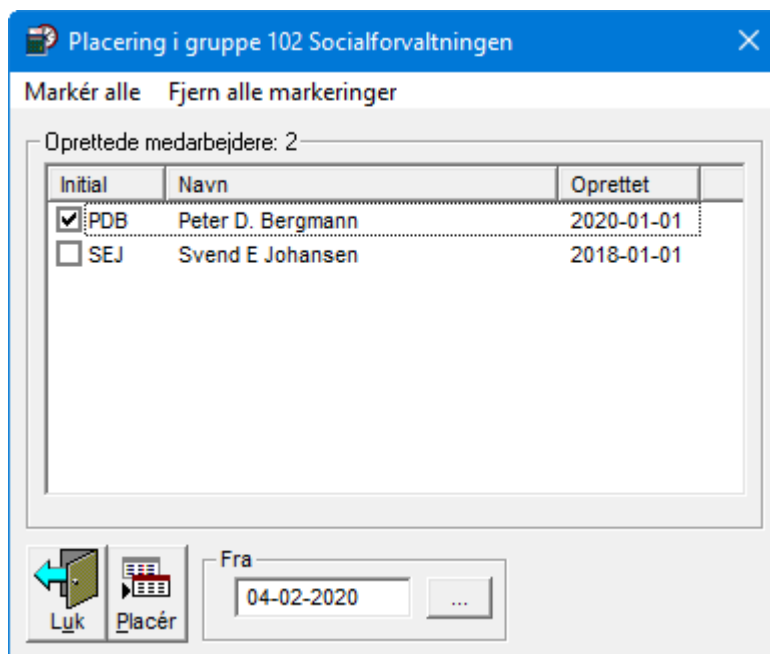 Placering i gruppe 102 Socialforvaltningen
Markér alle Fjern alle markeringer
Oprettede medarbejdere: 2
Initial Navn Oprettet
PDB Peter D. Bergmann 2020-01-01
SEJ Svend E Johansen 2018-01-01
Fra
04-02-2020 ...
Luk Placér